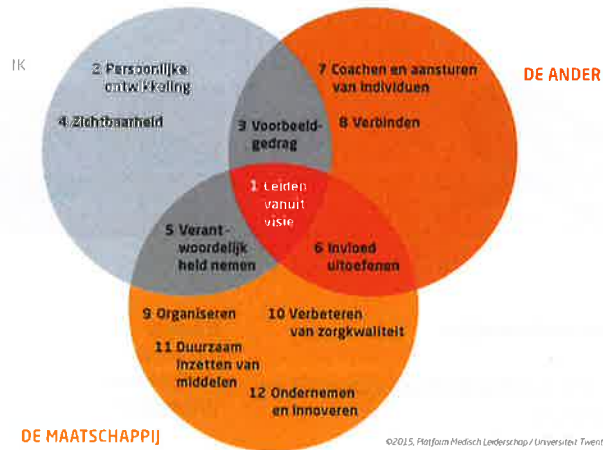 IK
2 Persoonlijke
ontwikkeling
4 Zichtbaarheid
3 Voorbeeld-
gedrag
7 Coachen en aansturen
van individuen
8 Verbinden
DE ANDER
1 Leiden
vanuit
visie
5 Verant-
woordelijk
heid nemen
6 Invloed
uitoefenen
9 Organiseren
10 Verbeteren
van zorgkwaliteit
11 Duurzaam
inzetten van
middelen
12 Ondernemen
en innoveren
DE MAATSCHAPPIJ
©2015, Platform Medisch Leiderschap / Universiteit Twent